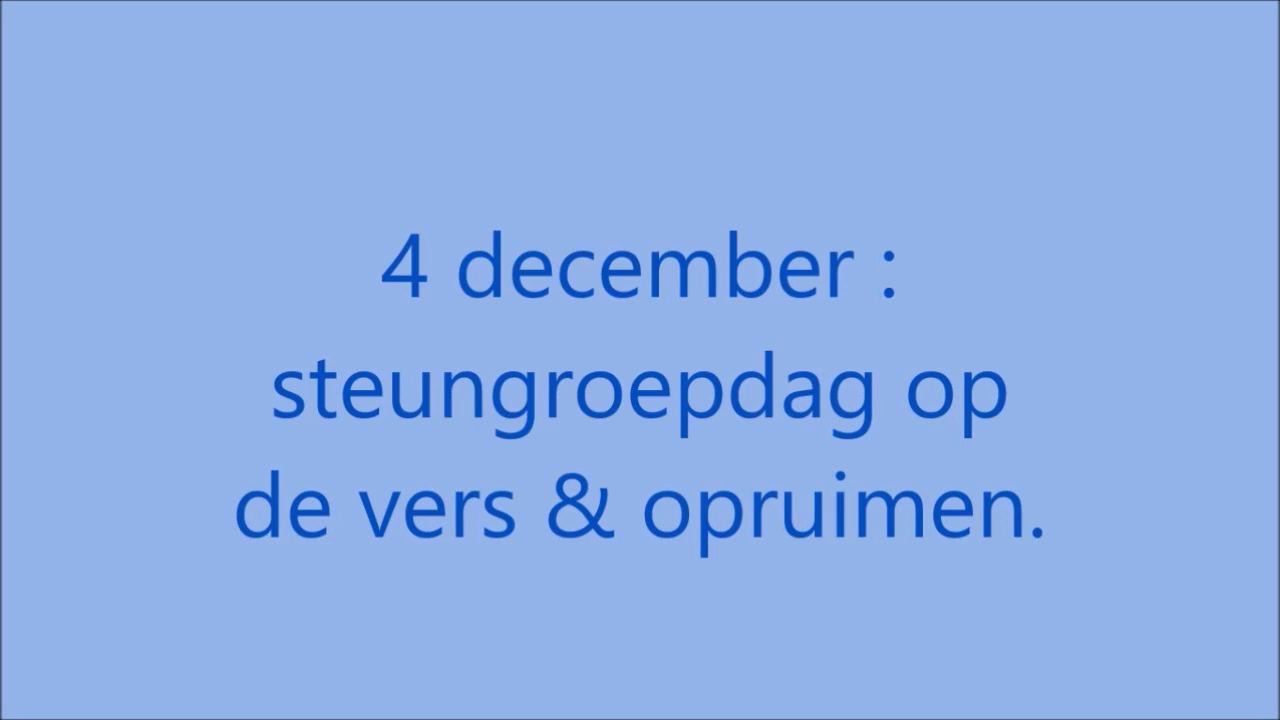 4 december :
steungroepdag op
de vers & opruimen.